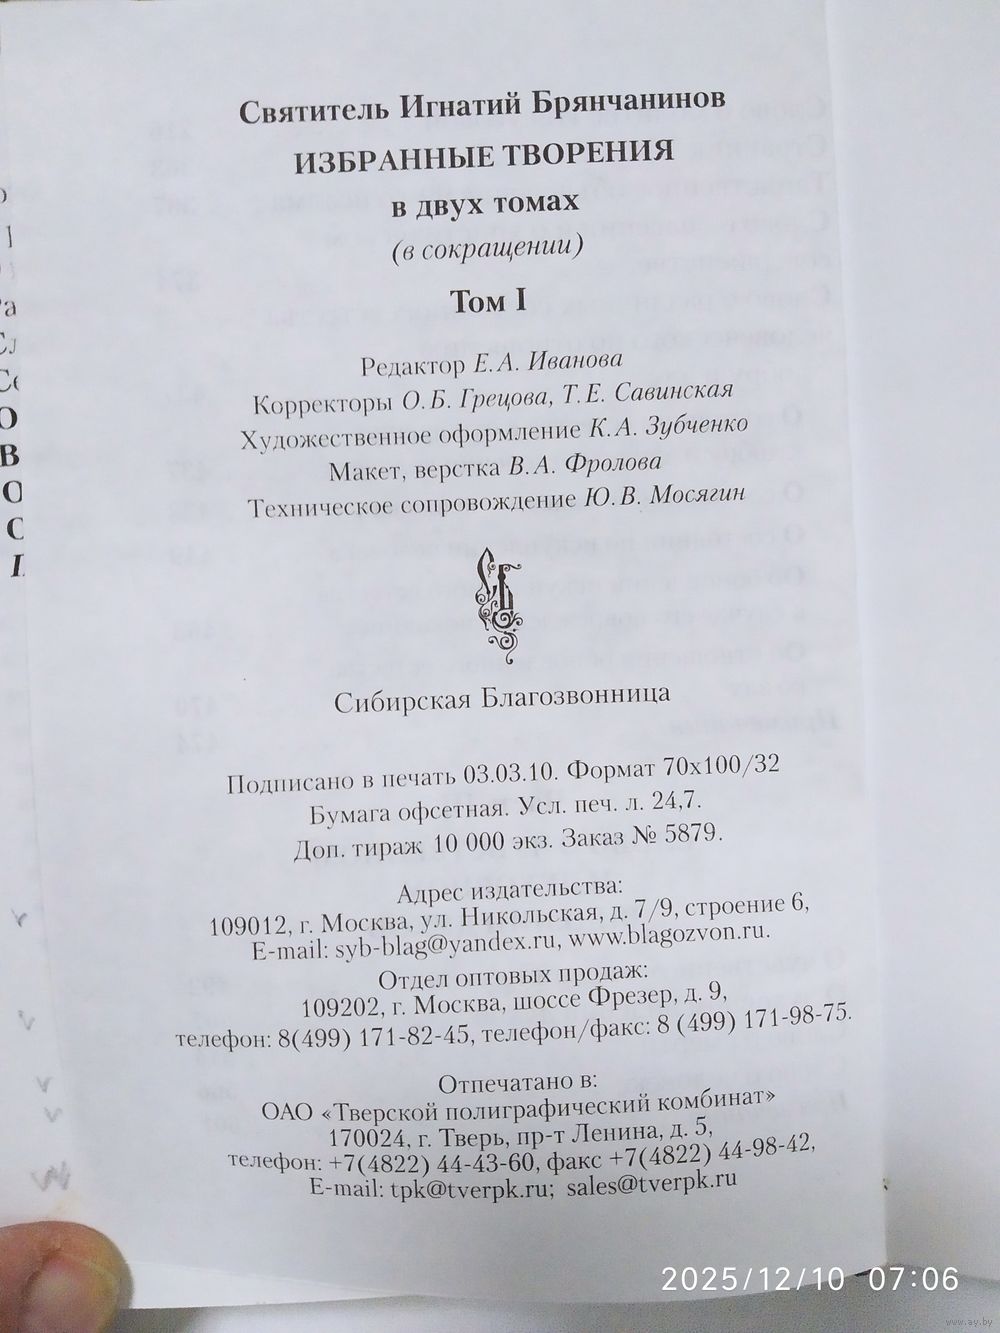 Святитель Игнатий Брянчанинов
ИЗБРАННЫЕ ТВОРЕНИЯ
в двух томах
(в сокращении)
Том I
Редактор Е. А. Иванова
Корректоры О. Б. Грецова, Т. Е. Савинская
Художественное оформление К. А. Зубченко
Макет, верстка В. А. Фролова
Техническое сопровождение Ю. В. Мосягин
СБ
Сибирская Благозвонница
Подписано в печать 03.03.10. Формат 70х100/32
Бумага офсетная. Усл. печ. л. 24,7.
Доп. тираж 10 000 экз. Заказ № 5879.
Адрес издательства:
109012, г. Москва, ул. Никольская, д. 7/9, строение 6,
E-mail: syb-blag@yandex.ru, www.blagozvon.ru.
Отдел оптовых продаж:
109202, г. Москва, шоссе Фрезер, д. 9,
телефон: 8(499) 171-82-45, телефон/факс: 8 (499) 171-98-75.
Отпечатано в:
ОАО «Тверской полиграфический комбинат»
170024, г. Тверь, пр-т Ленина, д. 5,
телефон: +7(4822) 44-43-60, факс +7(4822) 44-98-42,
E-mail: tpk@tverpk.ru; sales@tverpk.ru
2025/12/10 07:06
www.ay.by